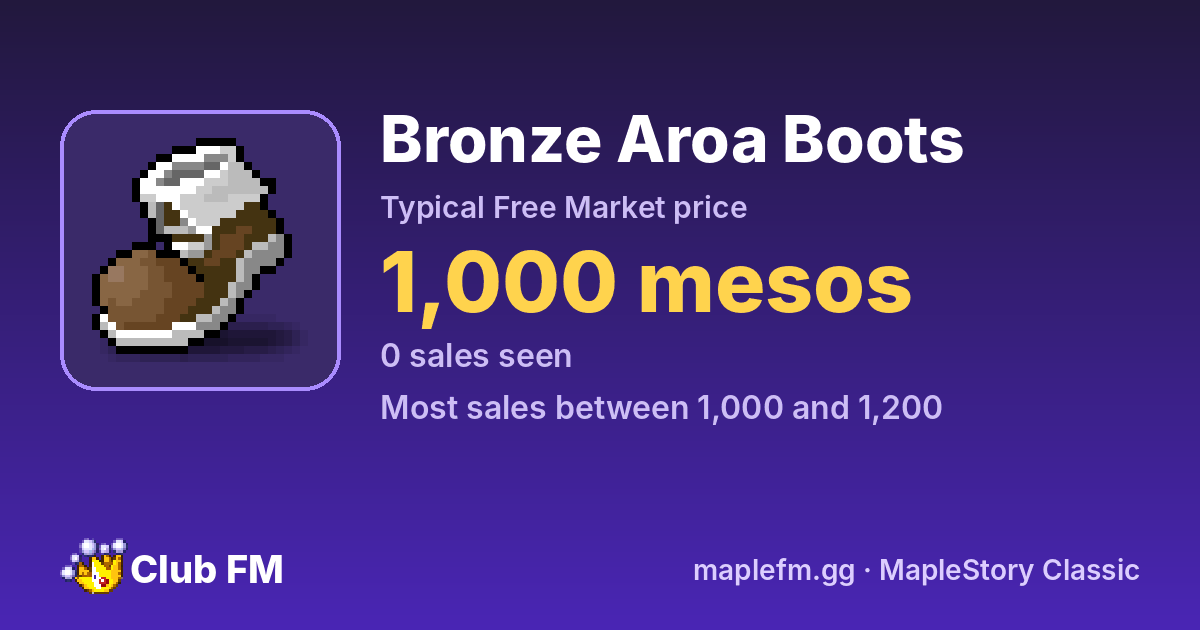 Bronze Aroa Boots
Typical Free Market price
1,000 mesos
0 sales seen
Most sales between 1,000 and 1,200
Club FM
maplefm.gg · MapleStory Classic